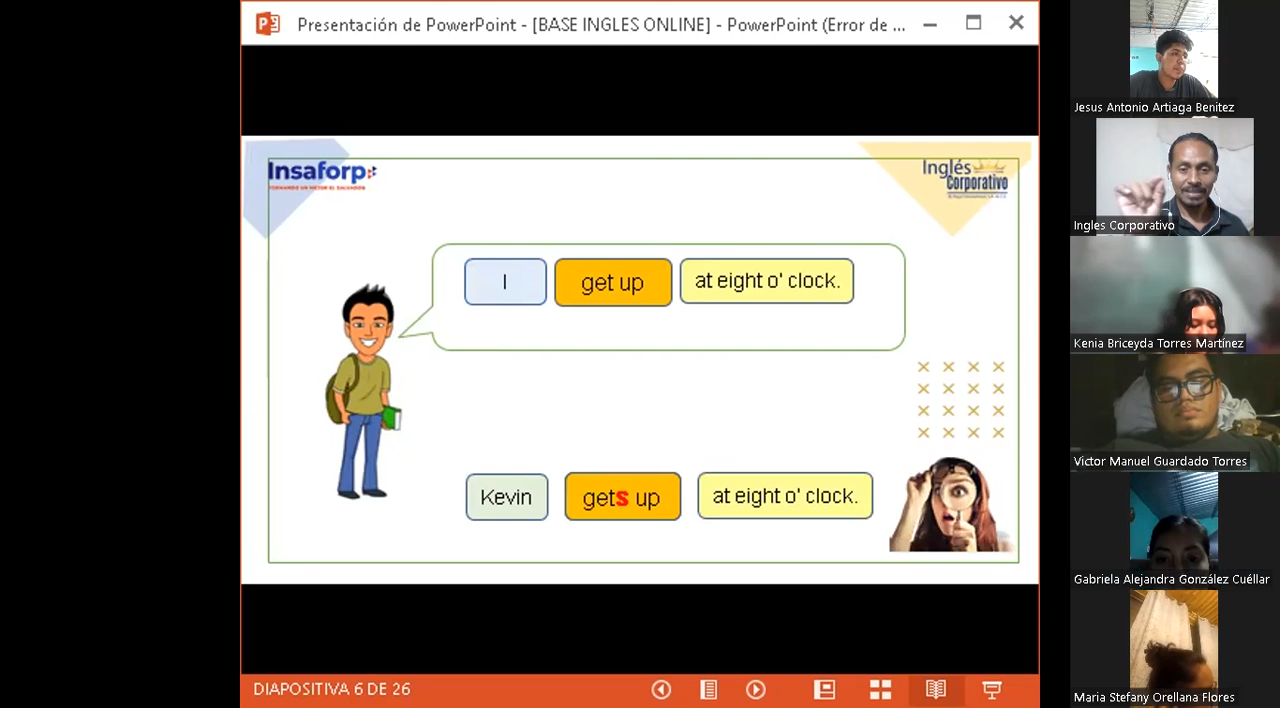 Presentación de PowerPoint - [BASE INGLES ONLINE] - PowerPoint (Error de ...
Insaforp
Inglés
Corporativo
I get up at eight o' clock.
Kevin gets up at eight o' clock.
DIAPOSITIVA 6 DE 26
Jesus Antonio Artiaga Benitez
Ingles Corporativo
Kenia Briceyda Torres Martínez
Victor Manuel Guardado Torres
Gabriela Alejandra González Cuéllar
Maria Stefany Orellana Flores